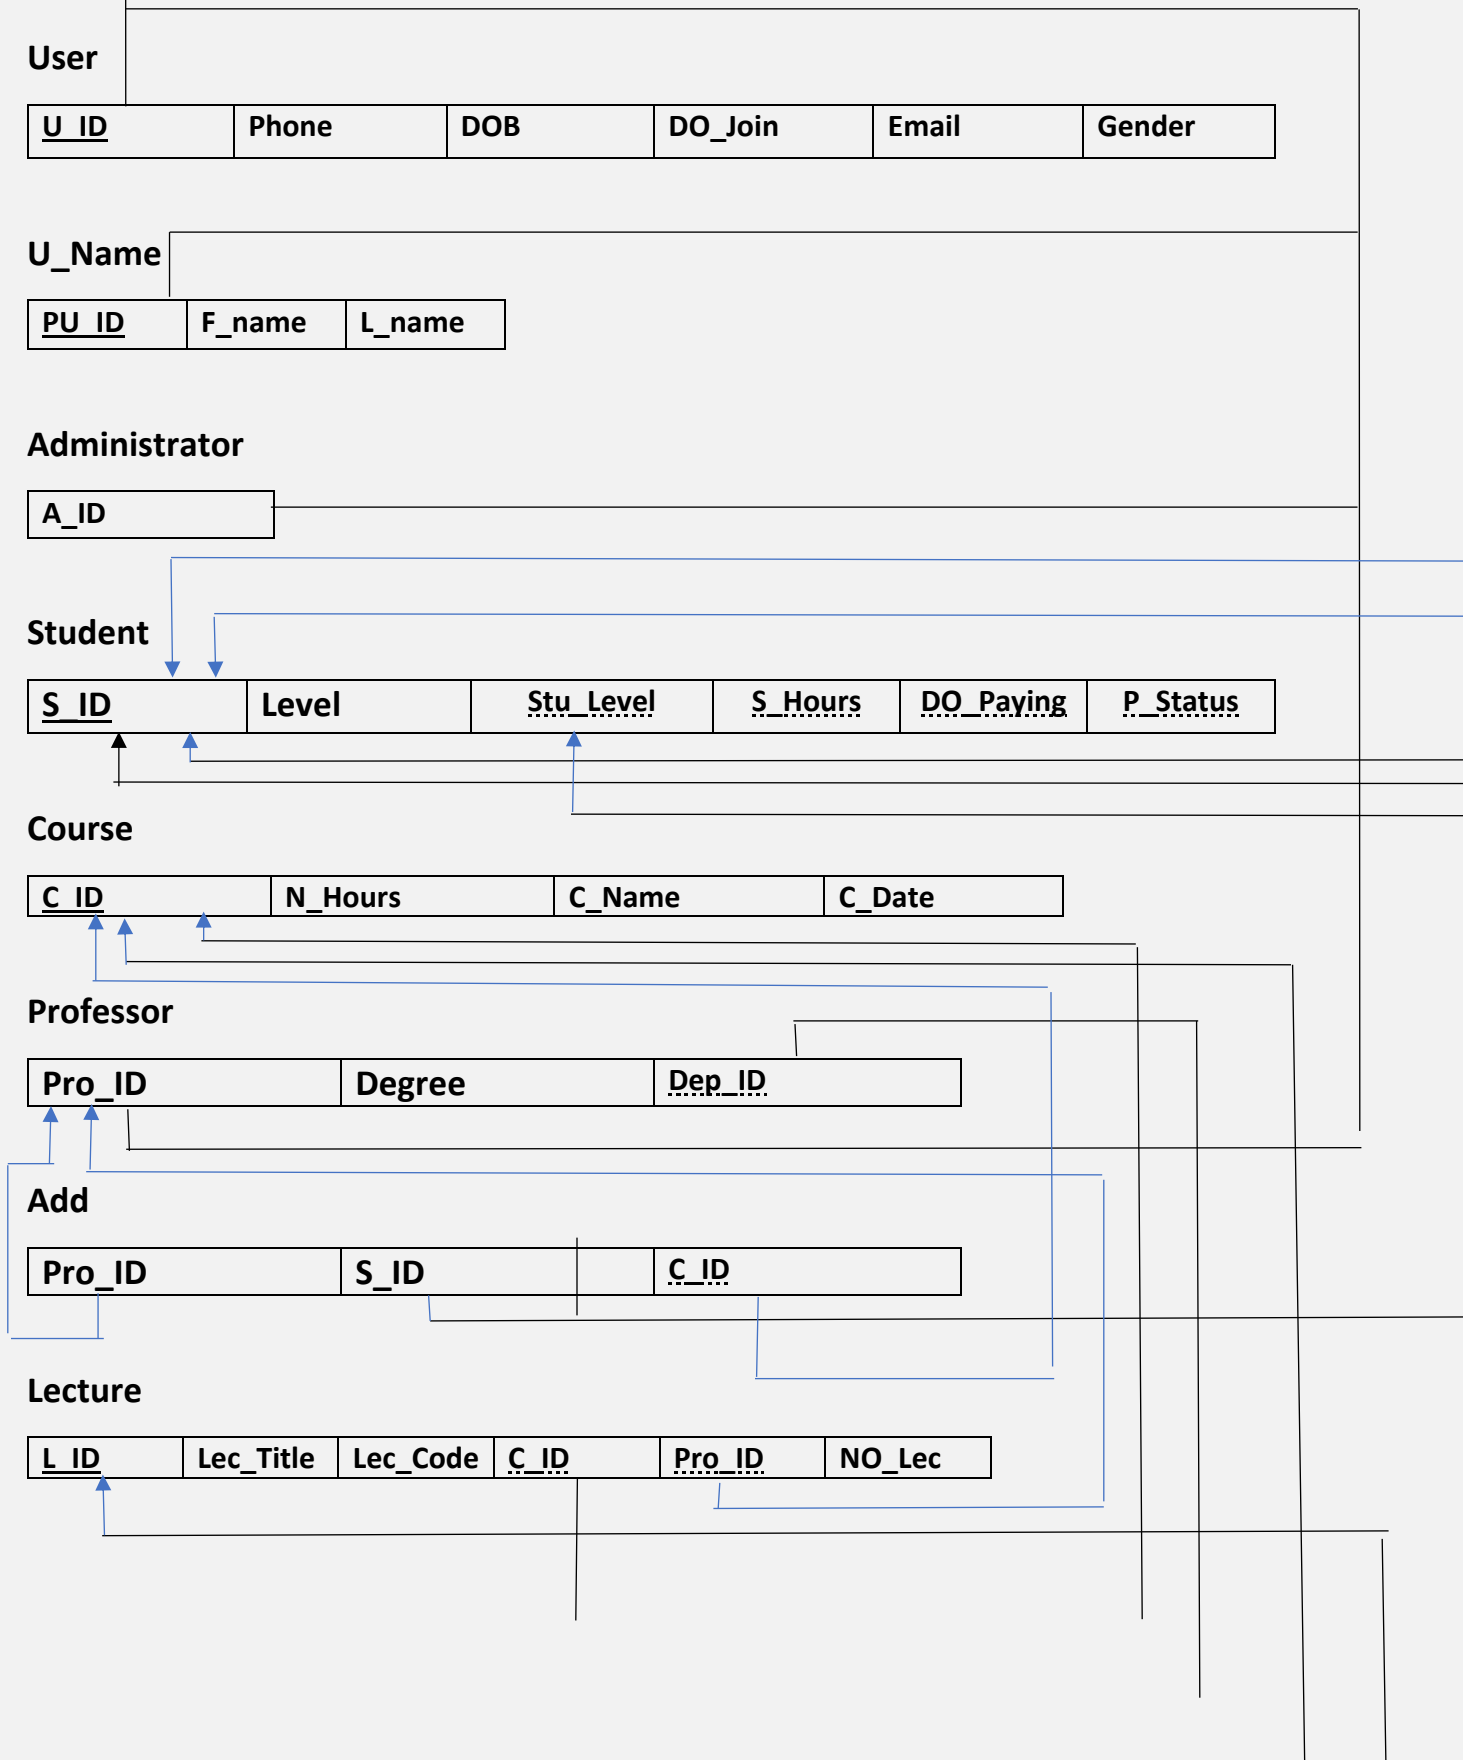 User
U_ID Phone DOB DO_Join Email Gender
U_Name
PU_ID F_name L_name
Administrator
A_ID
Student
S_ID Level Stu_Level S_Hours DO_Paying P_Status
Course
C_ID N_Hours C_Name C_Date
Professor
Pro_ID Degree Dep_ID
Add
Pro_ID S_ID C_ID
Lecture
L_ID Lec_Title Lec_Code C_ID Pro_ID NO_Lec